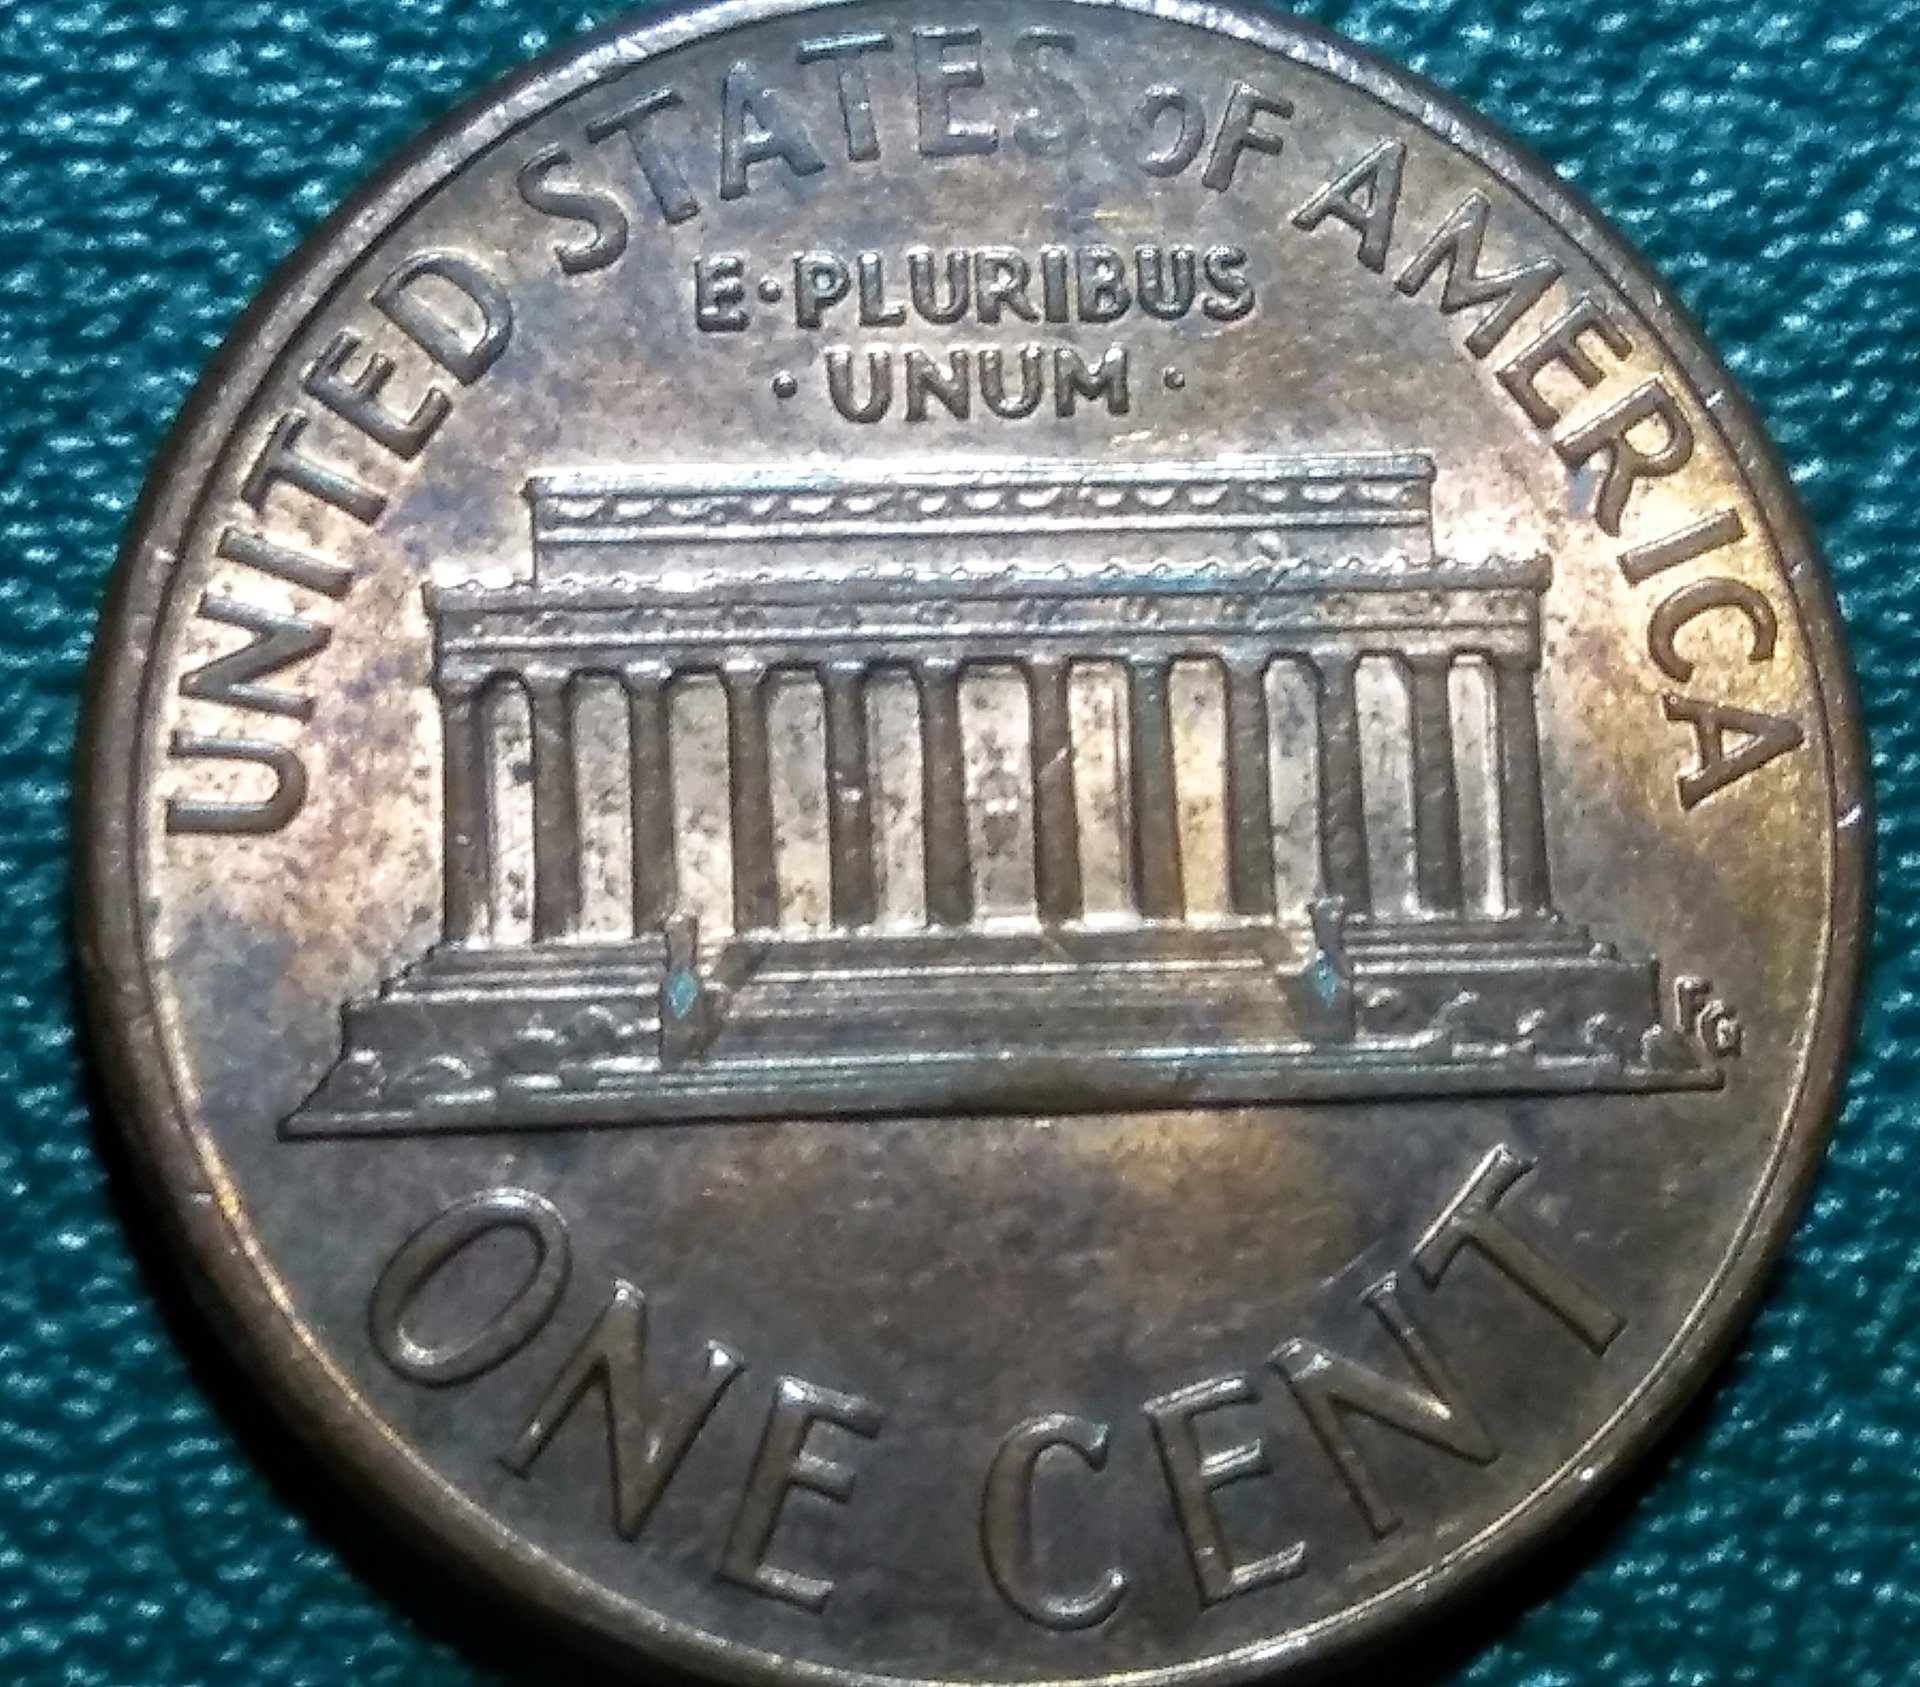 UNITED STATES OF AMERICA
E·PLURIBUS
·UNUM·
FG
ONE CENT